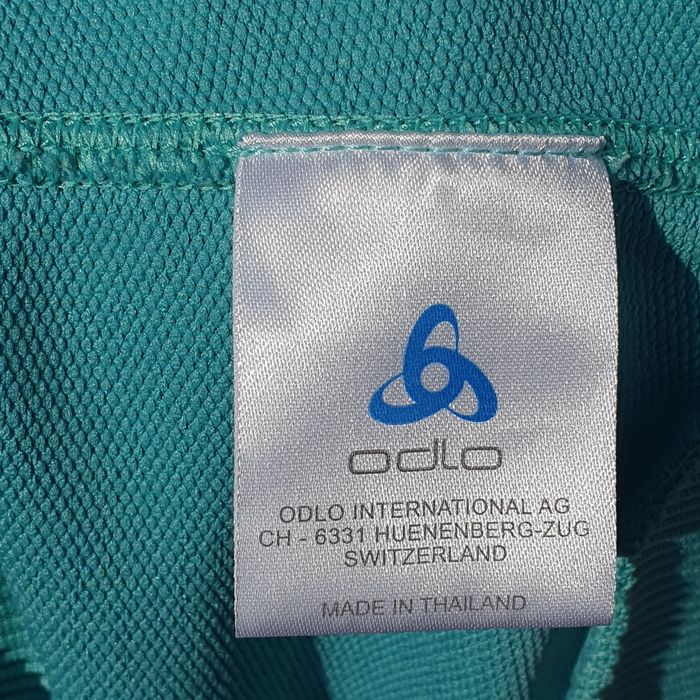 odlo
ODLO INTERNATIONAL AG
CH - 6331 HUENENBERG-ZUG
SWITZERLAND
MADE IN THAILAND